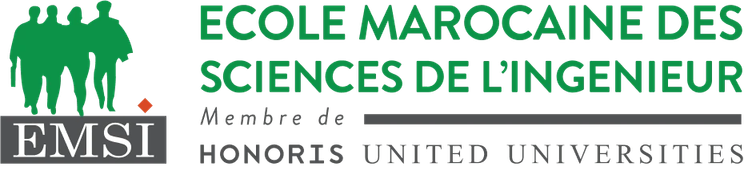 ECOLE MAROCAINE DES
SCIENCES DE L'INGENIEUR
Membre de
HONORIS UNITED UNIVERSITIES
EMSI